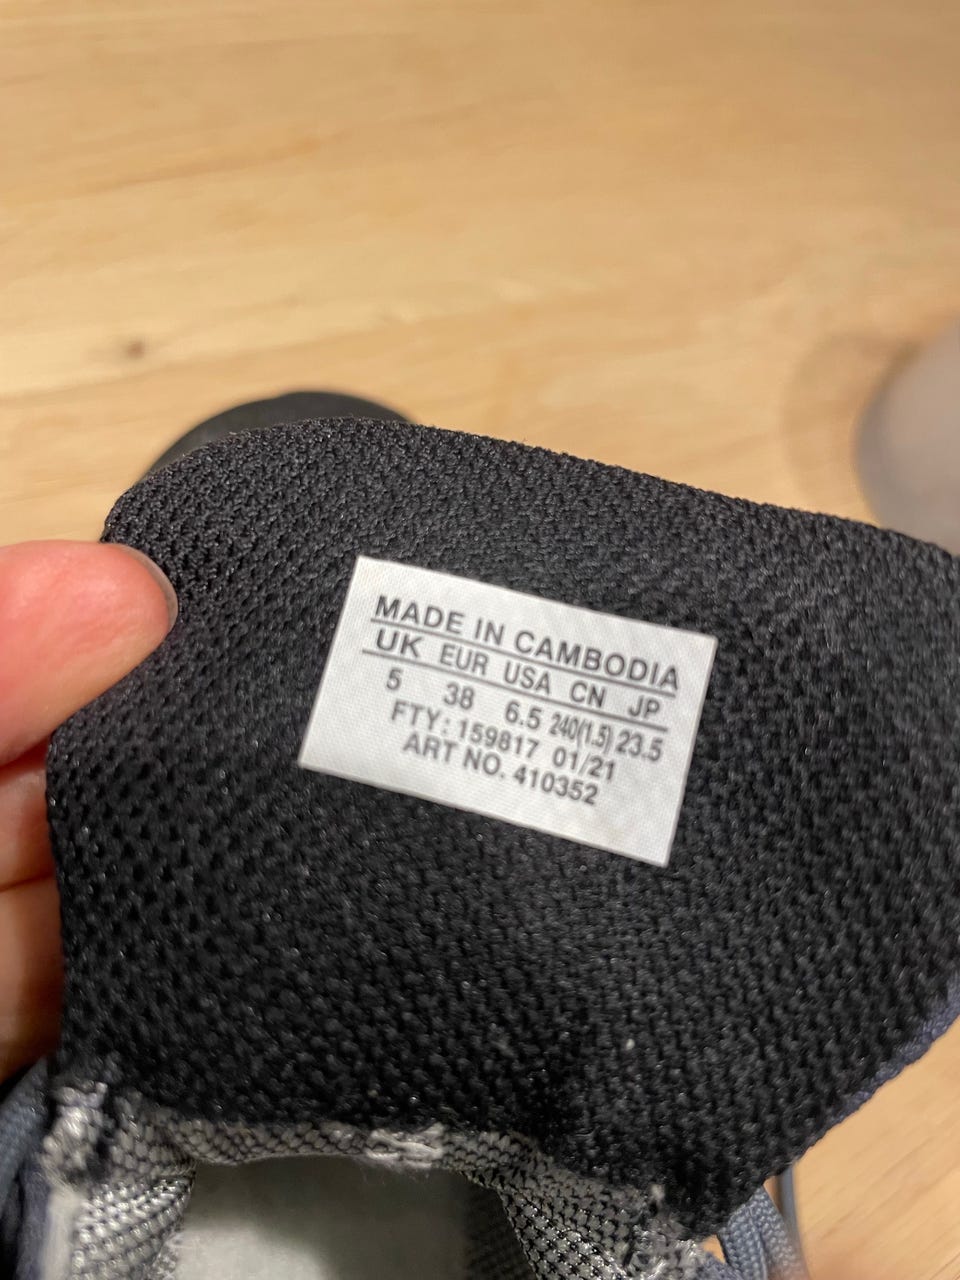 MADE IN CAMBODIA
UK EUR USA CN JP
5 38 6.5 240(1.5) 23.5
FTY: 159817 01/21
ART NO. 410352